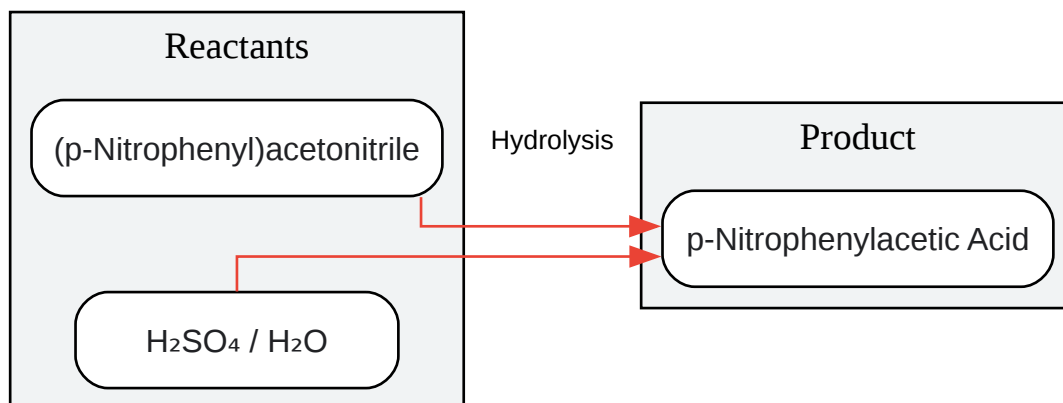 Reactants
(p-Nitrophenyl)acetonitrile
H₂SO₄ / H₂O
Hydrolysis
Product
p-Nitrophenylacetic Acid